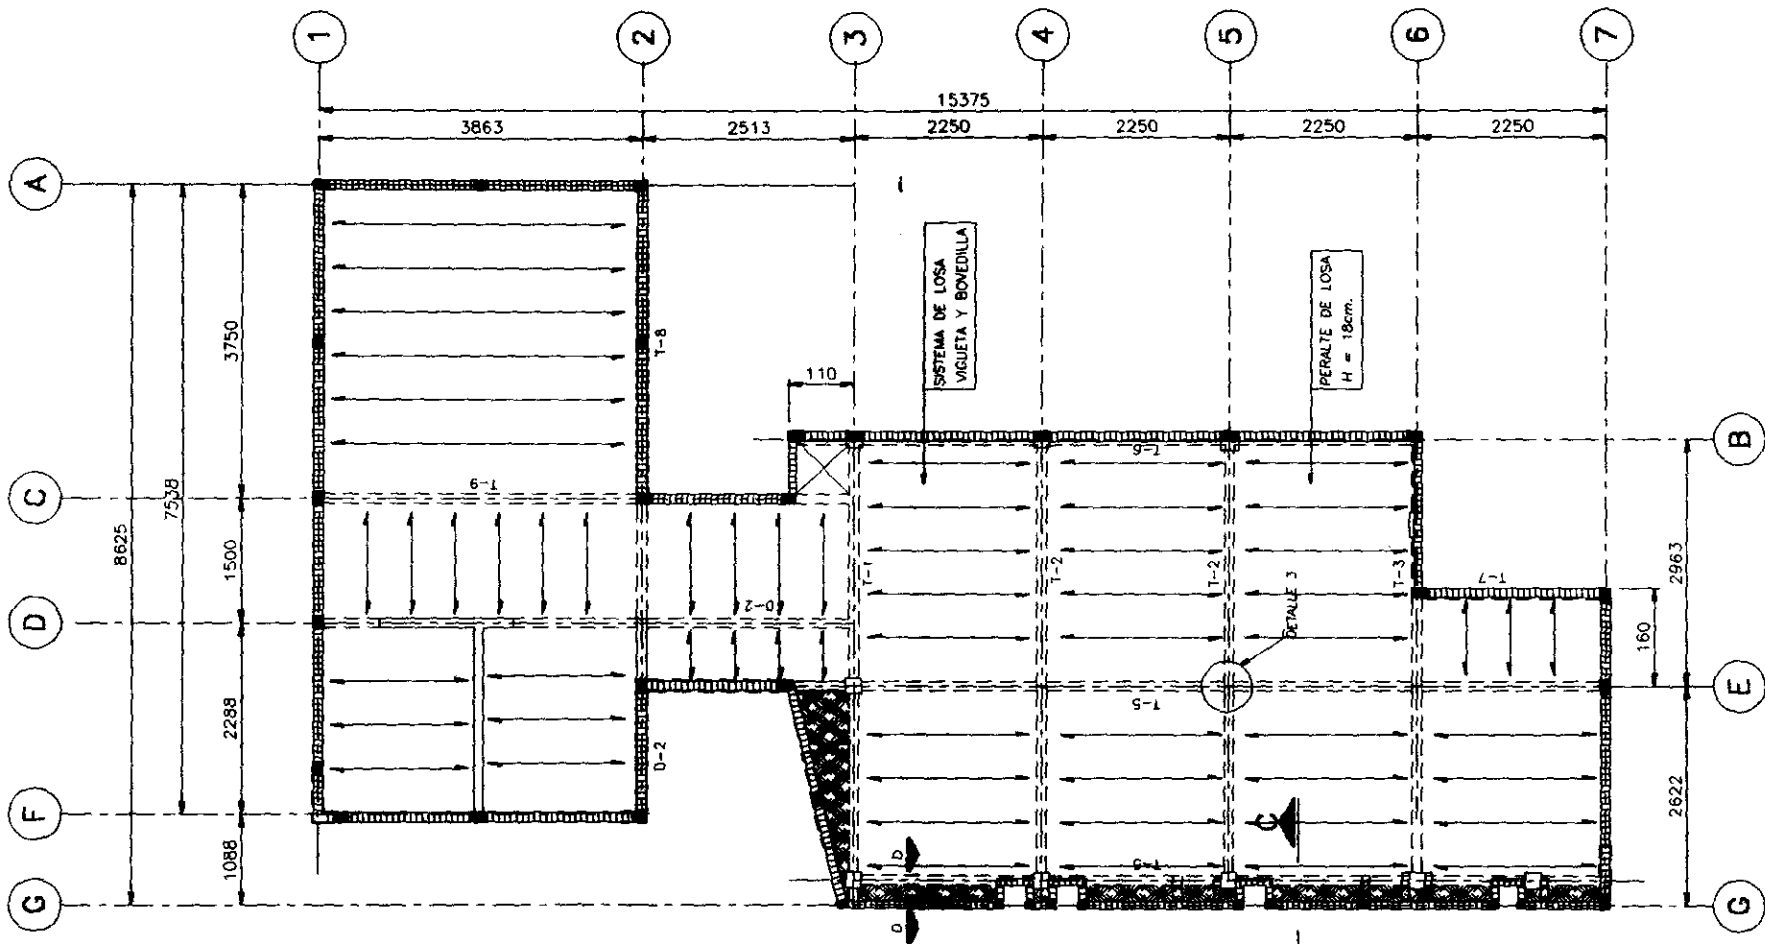 1
2
3
4
5
6
7
15375
3863
2513
2250
2250
2250
2250
A
C
D
F
G
8625
7538
3750
1500
2288
1088
T-8
T-9
110
SISTEMA DE LOSA
VIGUETA Y BOVEDILLA
PERALTE DE LOSA
H = 18cm.
T-6
T-1
T-2
T-2
T-3
T-7
D-2
DETALLE 3
T-5
D-2
160
2963
2622
B
E
G
C
D
D
T-5